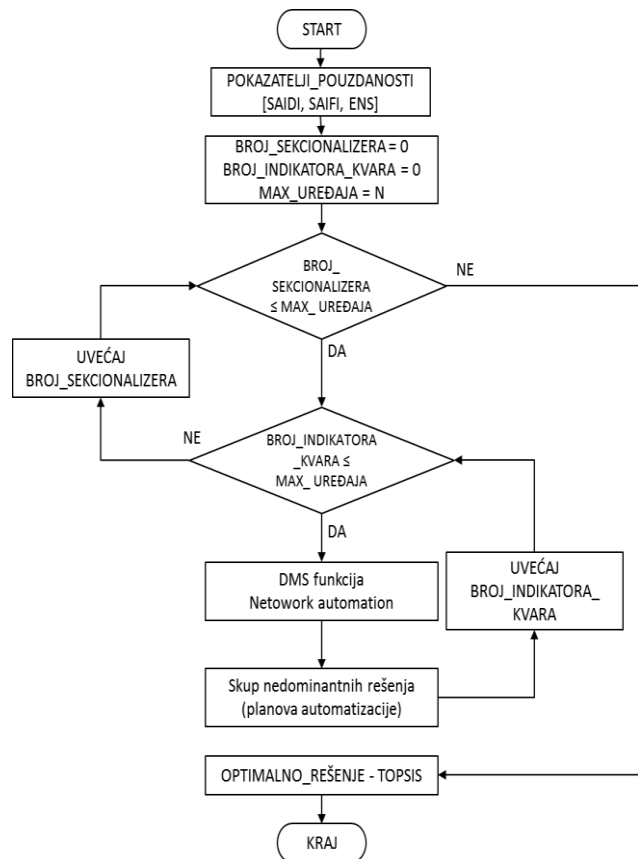 START
POKAZATELJI_POUZDANOSTI
[SAIDI, SAIFI, ENS]
BROJ_SEKCIONALIZERA = 0
BROJ_INDIKATORA_KVARA = 0
MAX_UREĐAJA = N
BROJ_
SEKCIONALIZERA
≤ MAX_ UREĐAJA
NE
DA
UVEĆAJ
BROJ_SEKCIONALIZERA
NE
BROJ_INDIKATORA
_KVARA ≤
MAX_ UREĐAJA
DA
DMS funkcija
Netowork automation
UVEĆAJ
BROJ_INDIKATORA_
KVARA
Skup nedominantnih rešenja
(planova automatizacije)
OPTIMALNO_REŠENJE - TOPSIS
KRAJ